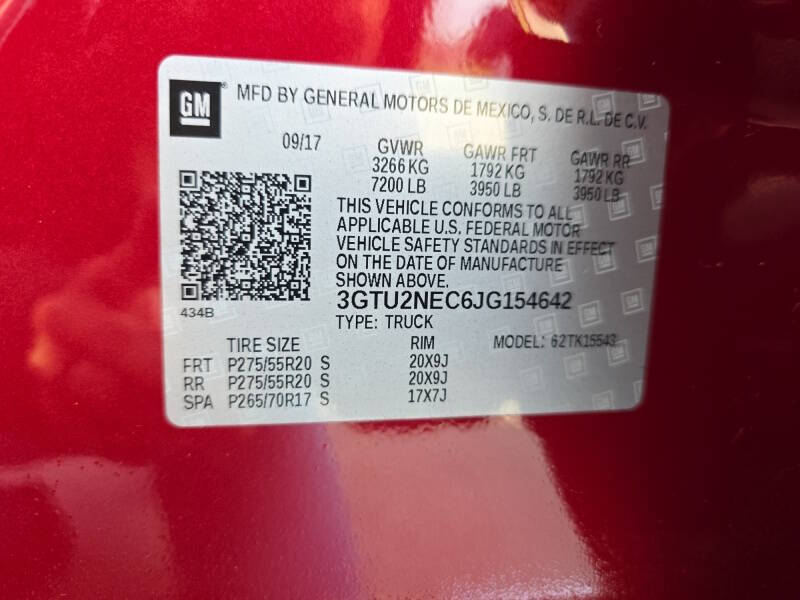 GM MFD BY GENERAL MOTORS DE MEXICO, S. DE R.L. DE C.V.
09/17 GVWR GAWR FRT GAWR RR
3266 KG 1792 KG 1792 KG
7200 LB 3950 LB 3950 LB
THIS VEHICLE CONFORMS TO ALL
APPLICABLE U.S. FEDERAL MOTOR
VEHICLE SAFETY STANDARDS IN EFFECT
ON THE DATE OF MANUFACTURE
SHOWN ABOVE.
3GTU2NEC6JG154642
434B
TYPE: TRUCK
TIRE SIZE RIM MODEL: 62TK15543
FRT P275/55R20 S 20X9J
RR P275/55R20 S 20X9J
SPA P265/70R17 S 17X7J